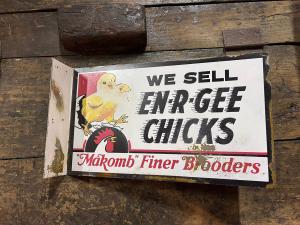 WE SELL
EN-R-GEE
CHICKS
"Makomb" Finer Brooders